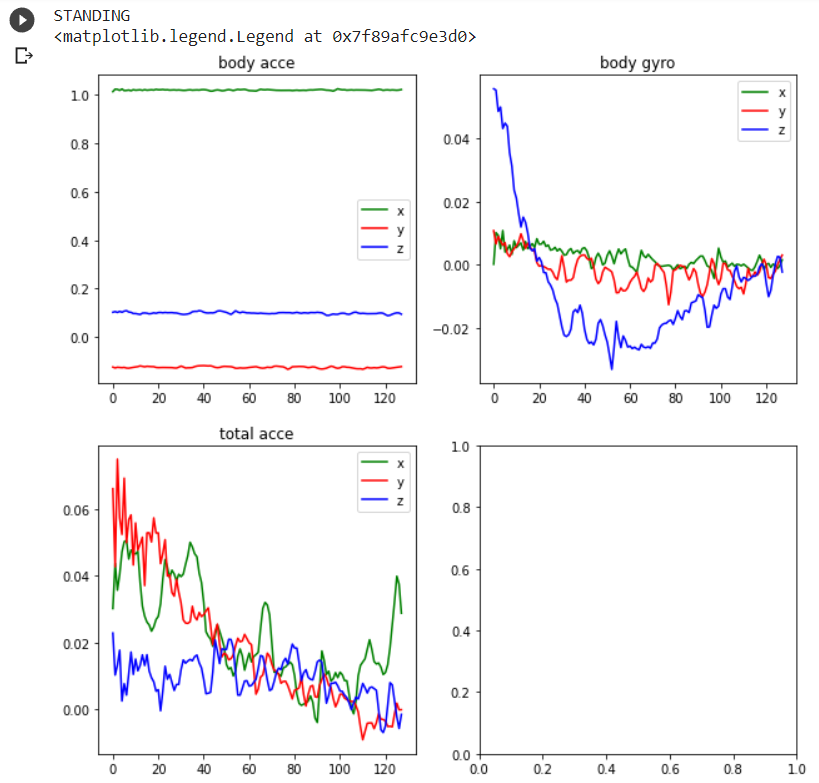 STANDING
<matplotlib.legend.Legend at 0x7f89afc9e3d0>
body acce
1.0
0.8
0.6
0.4
0.2
0.0
x
y
z
0 20 40 60 80 100 120
body gyro
0.04
0.02
0.00
−0.02
x
y
z
0 20 40 60 80 100 120
total acce
0.06
0.04
0.02
0.00
x
y
z
0 20 40 60 80 100 120
1.0
0.8
0.6
0.4
0.2
0.0
0.0 0.2 0.4 0.6 0.8 1.0